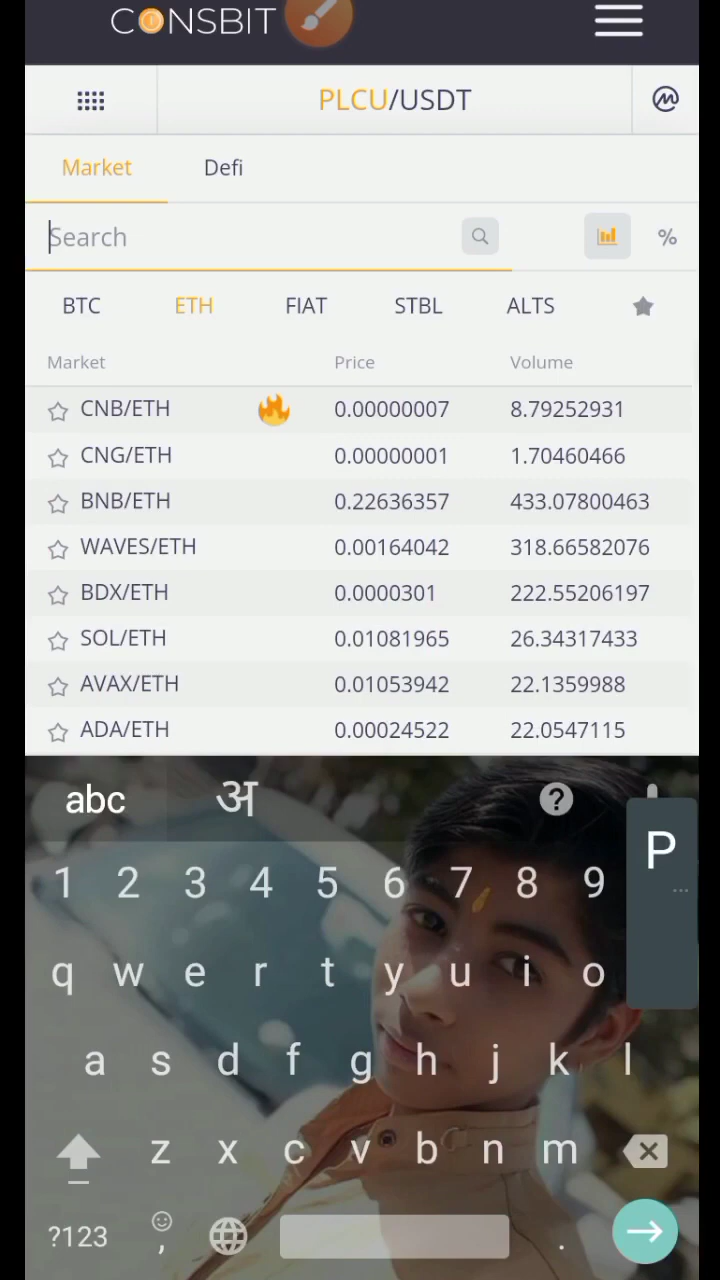 CONSBIT
PLCU/USDT
Market Defi
Search %
BTC ETH FIAT STBL ALTS
Market Price Volume
CNB/ETH 0.00000007 8.79252931
CNG/ETH 0.00000001 1.70460466
BNB/ETH 0.22636357 433.07800463
WAVES/ETH 0.00164042 318.66582076
BDX/ETH 0.0000301 222.55206197
SOL/ETH 0.01081965 26.34317433
AVAX/ETH 0.01053942 22.1359988
ADA/ETH 0.00024522 22.0547115
abc अ ?
P
...
1 2 3 4 5 6 7 8 9
q w e r t y u i o
a s d f g h j k l
z x c v b n m
?123 , .